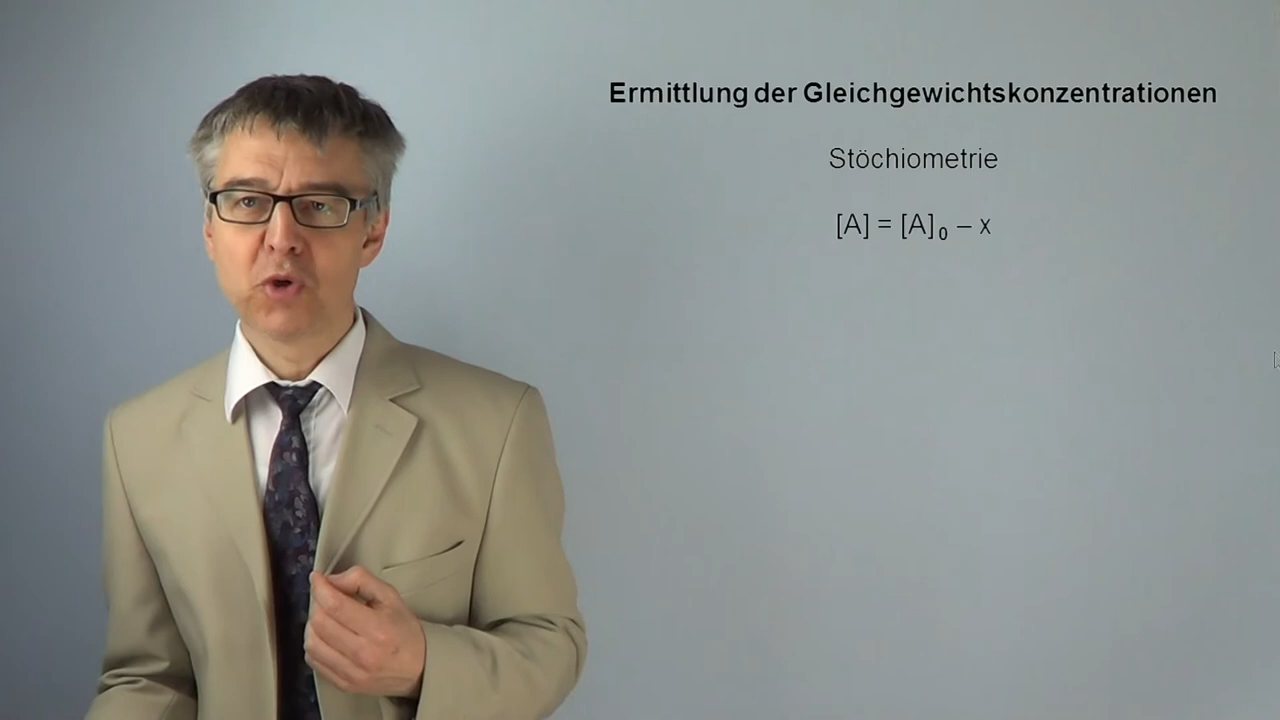 Ermittlung der Gleichgewichtskonzentrationen
Stöchiometrie
[A] = [A]₀ – x